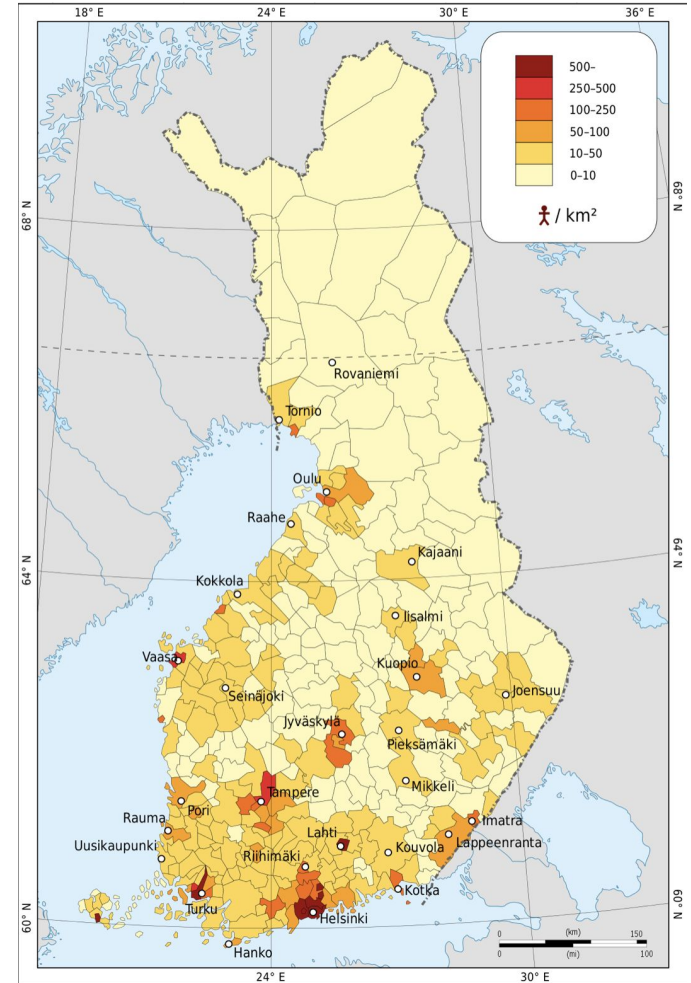 18° E
24° E
30° E
36° E
500–
250–500
100–250
50–100
10–50
0–10
/ km²
68° N
68° N
Rovaniemi
Tornio
Oulu
Raahe
64° N
64° N
Kajaani
Kokkola
Iisalmi
Vaasa
Kuopio
Seinäjoki
Joensuu
Jyväskylä
Pieksämäki
Mikkeli
Tampere
Pori
Rauma
Imatra
Lahti
Uusikaupunki
Kouvola
Lappeenranta
Riihimäki
Kotka
Turku
Helsinki
60° N
60° N
Hanko
0 (km) 150
0 (mi) 100
24° E
30° E